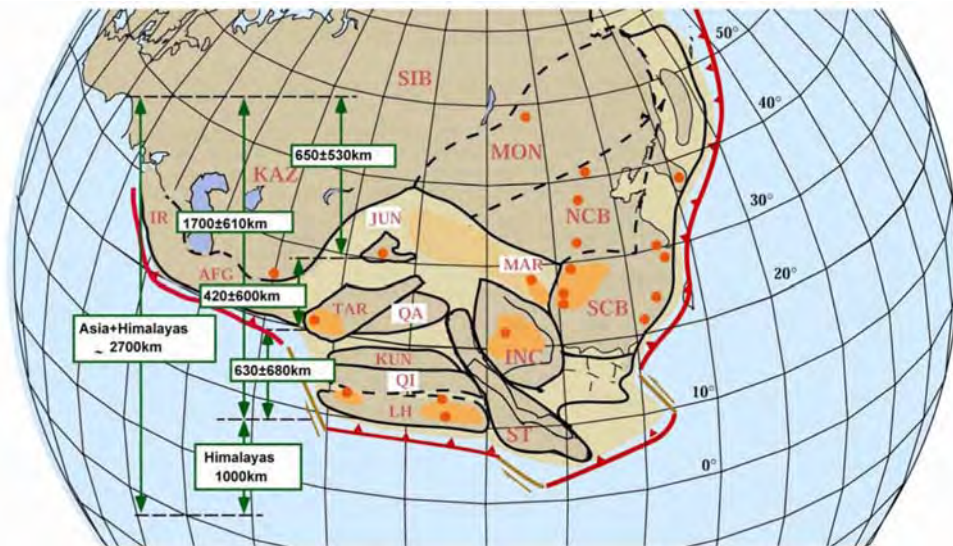 50°
SIB
40°
MON
650±530km
KAZ
30°
IR
NCB
1700±610km
JUN
MAR
20°
AFG
420±600km
SCB
TAR
QA
Asia+Himalayas
~ 2700km
INC
KUN
630±680km
10°
QI
LH
ST
Himalayas
1000km
0°